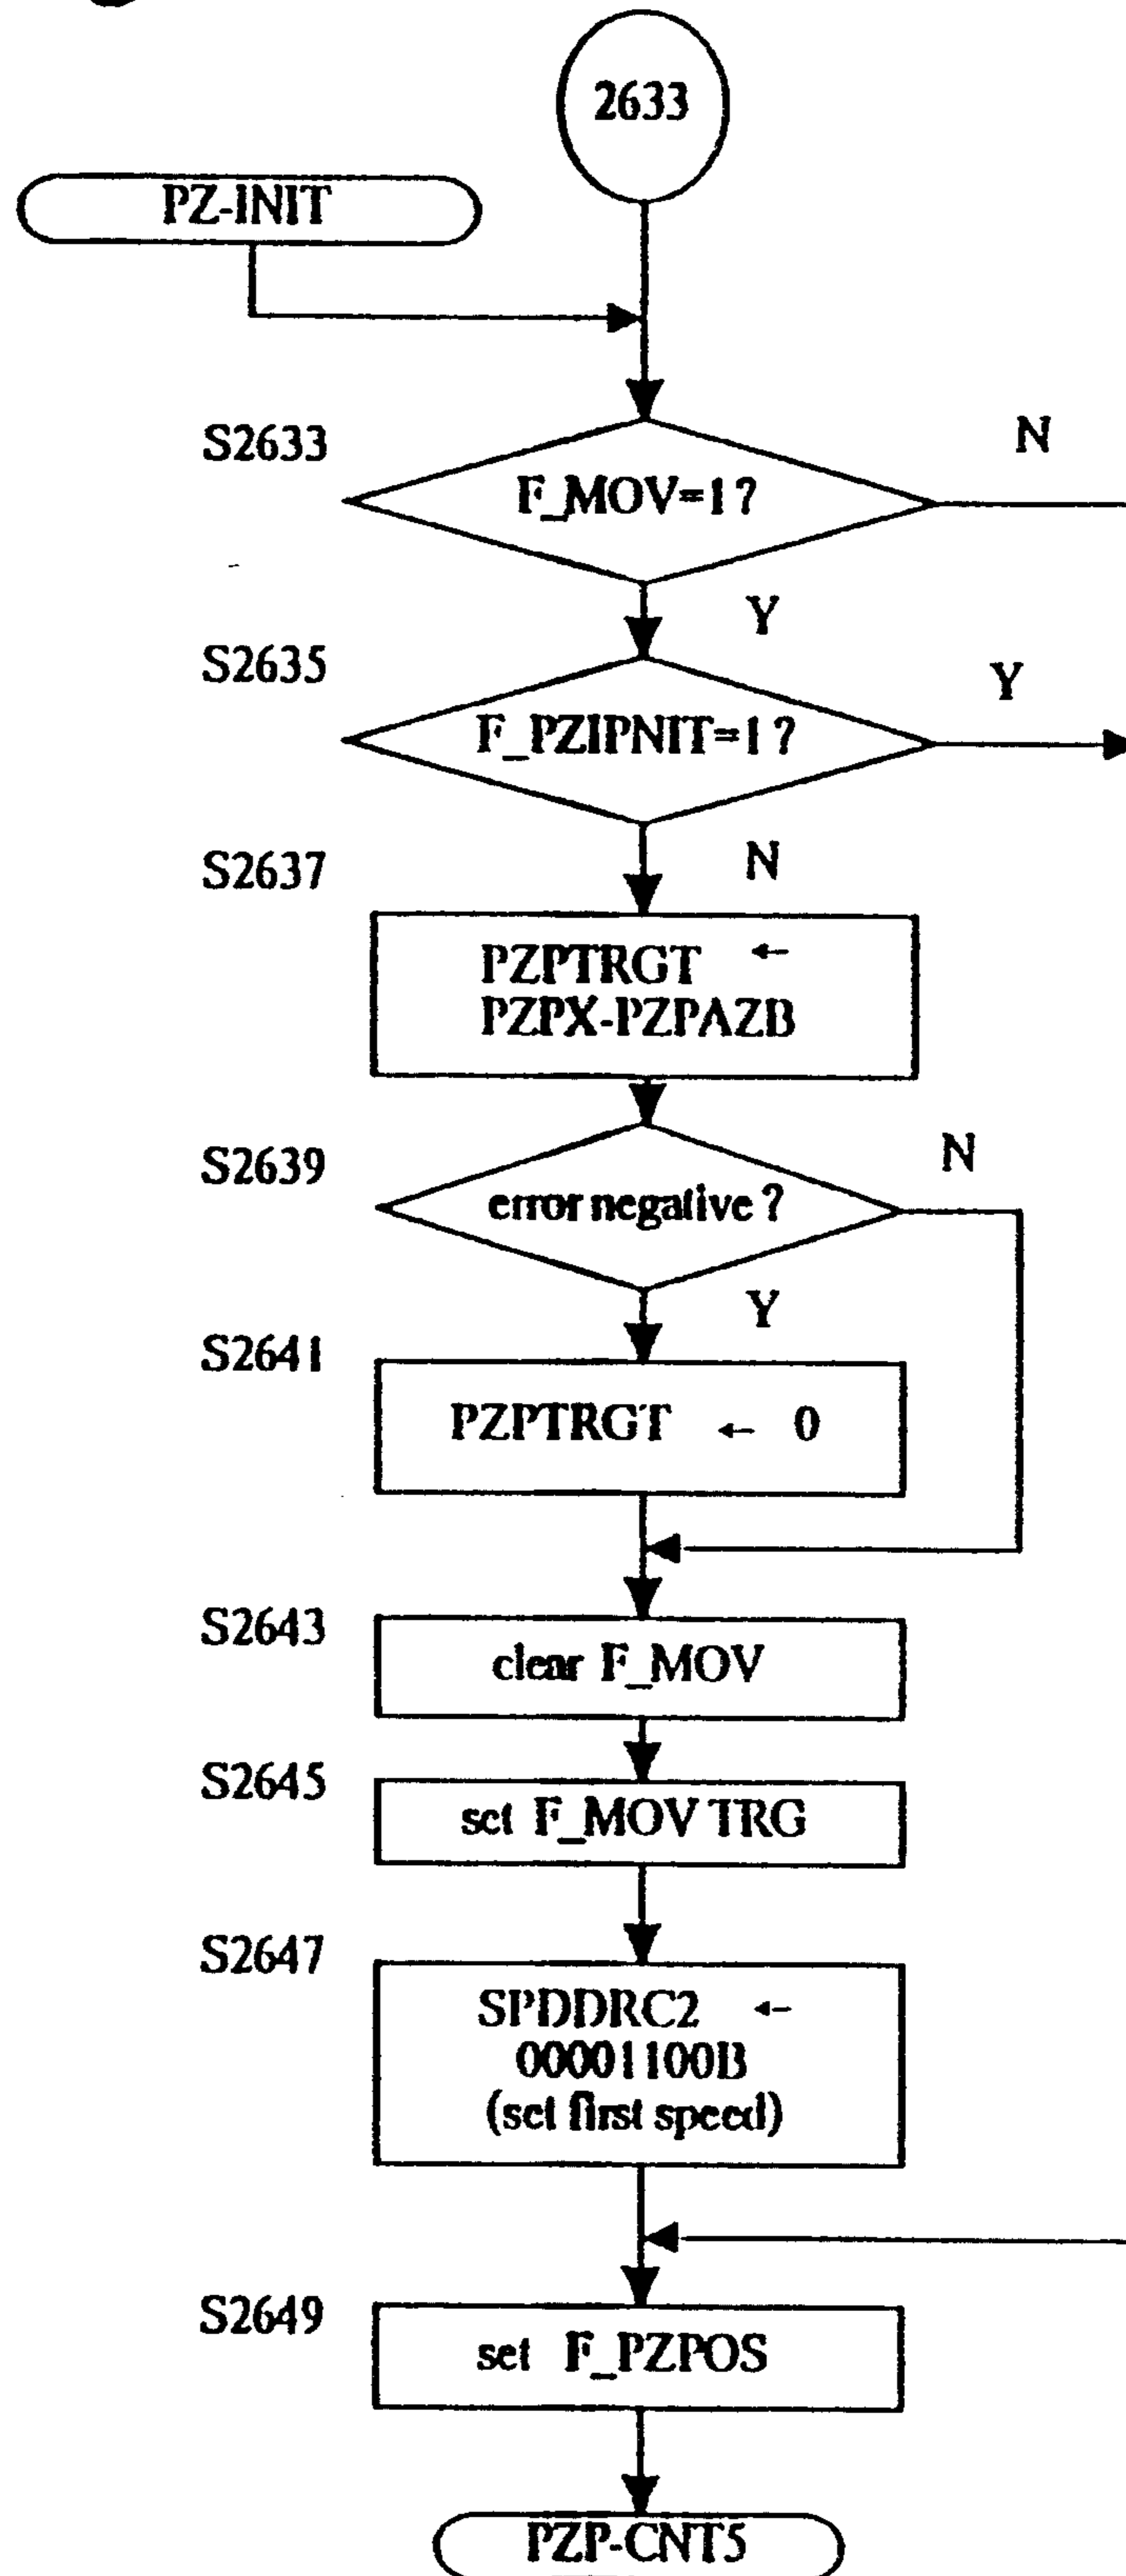 2633
PZ-INIT
S2633
F_MOV=1?
N
Y
S2635
F_PZIPNIT=1?
Y
N
S2637
PZPTRGT ←
PZPX-PZPAZB
S2639
error negative?
N
Y
S2641
PZPTRGT ← 0
S2643
clear F_MOV
S2645
set F_MOV TRG
S2647
SPDDRC2 ←
00001100B
(set first speed)
S2649
set F_PZPOS
PZP-CNT5